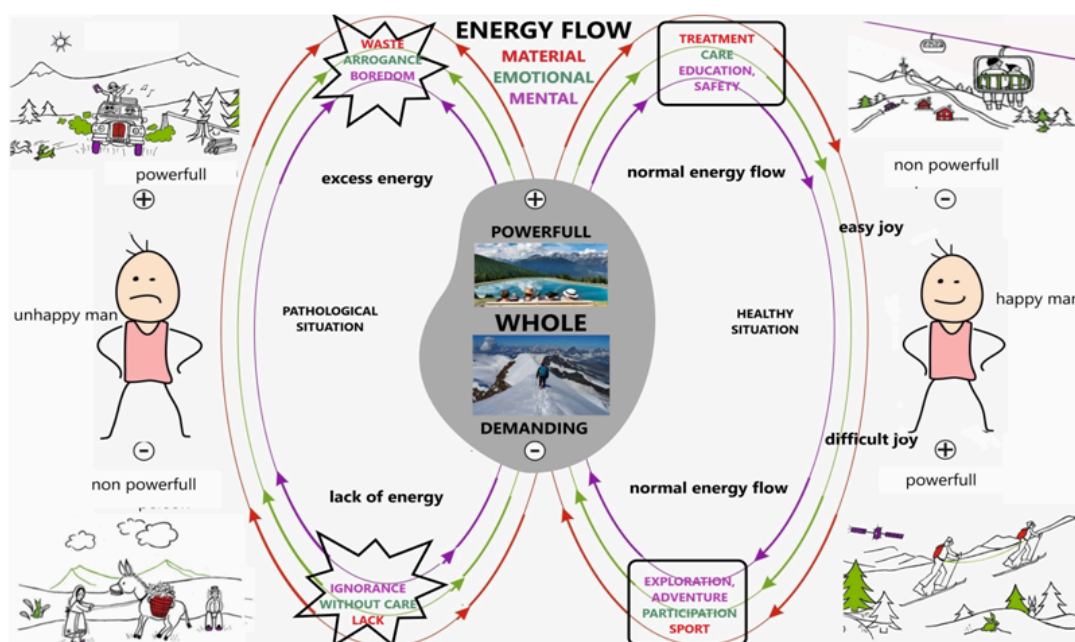 ENERGY FLOW
MATERIAL
EMOTIONAL
MENTAL
WASTE
ARROGANCE
BOREDOM
TREATMENT
CARE
EDUCATION,
SAFETY
powerfull
+
excess energy
normal energy flow
non powerfull
-
+
POWERFULL
easy joy
unhappy man
PATHOLOGICAL
SITUATION
WHOLE
HEALTHY
SITUATION
happy man
DEMANDING
-
difficult joy
-
non powerfull
+
powerfull
lack of energy
normal energy flow
IGNORANCE
WITHOUT CARE
LACK
EXPLORATION,
ADVENTURE
PARTICIPATION
SPORT